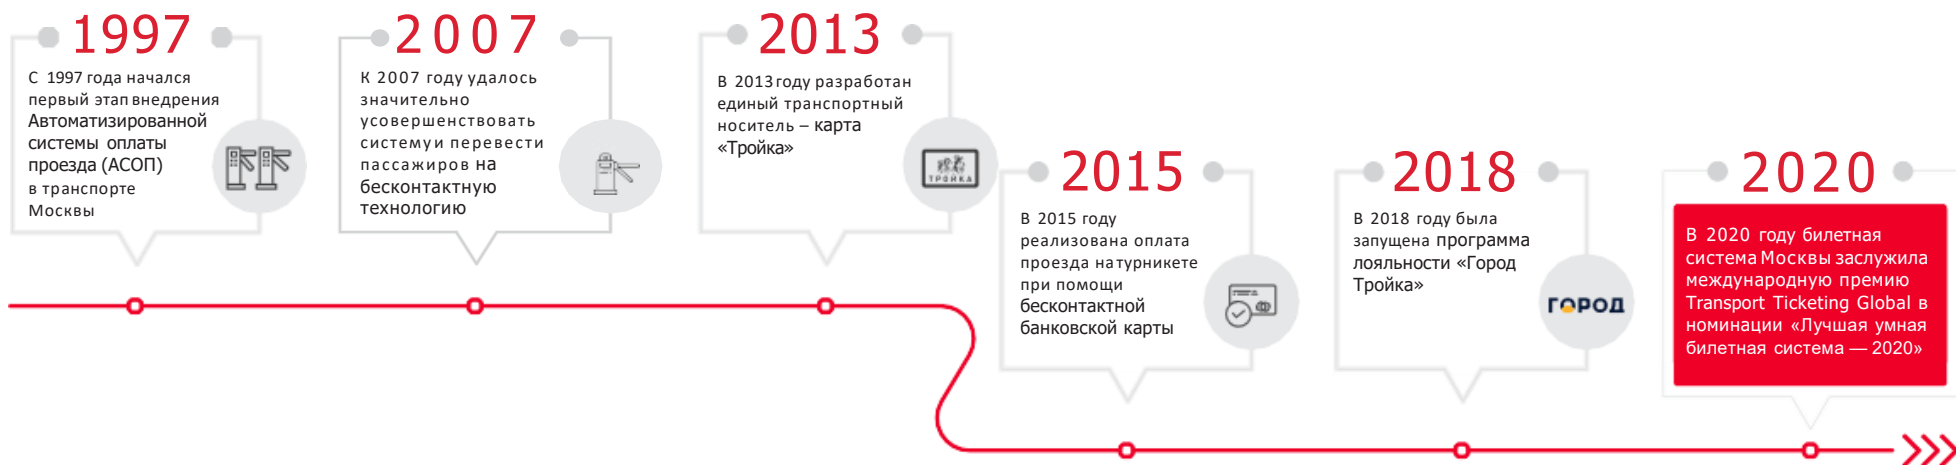 1997
С 1997 года начался
первый этап внедрения
Автоматизированной
системы оплаты
проезда (АСОП)
в транспорте
Москвы
2007
К 2007 году удалось
значительно
усовершенствовать
систему и перевести
пассажиров на
бесконтактную
технологию
2013
В 2013 году разработан
единый транспортный
носитель – карта
«Тройка»
ТРОЙКА
2015
В 2015 году
реализована оплата
проезда на турникете
при помощи
бесконтактной
банковской карты
2018
В 2018 году была
запущена программа
лояльности «Город
Тройка»
ГОРОД
2020
В 2020 году билетная
система Москвы заслужила
международную премию
Transport Ticketing Global в
номинации «Лучшая умная
билетная система — 2020»